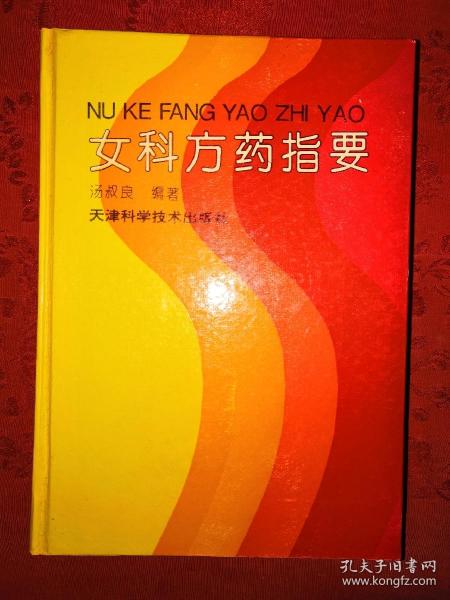 NU KE FANG YAO ZHI YAO
女科方药指要
汤叔良 编著
天津科学技术出版社
孔夫子旧书网
www.kongfz.com